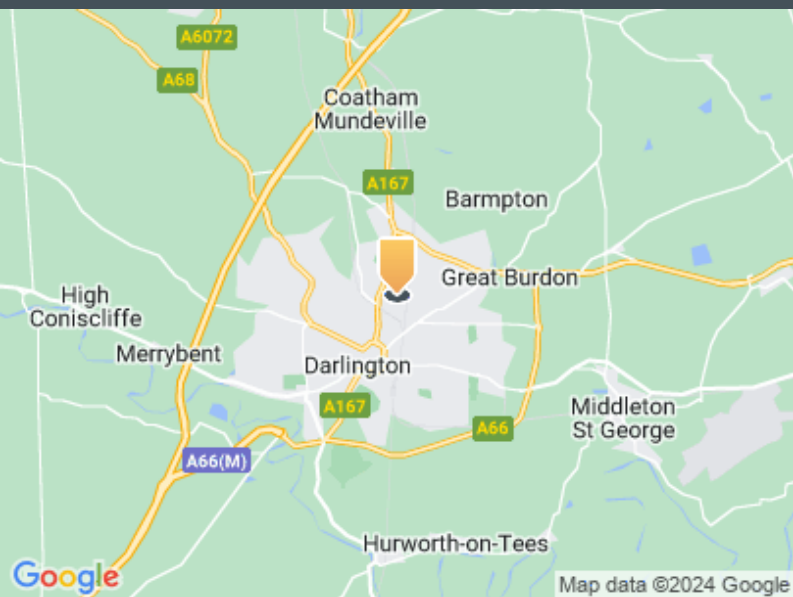 A6072
A68
Coatham
Mundeville
A167
Barmpton
Great Burdon
High
Coniscliffe
Merrybent
Darlington
A167
Middleton
St George
A66
A66(M)
Hurworth-on-Tees
Google
Map data ©2024 Google